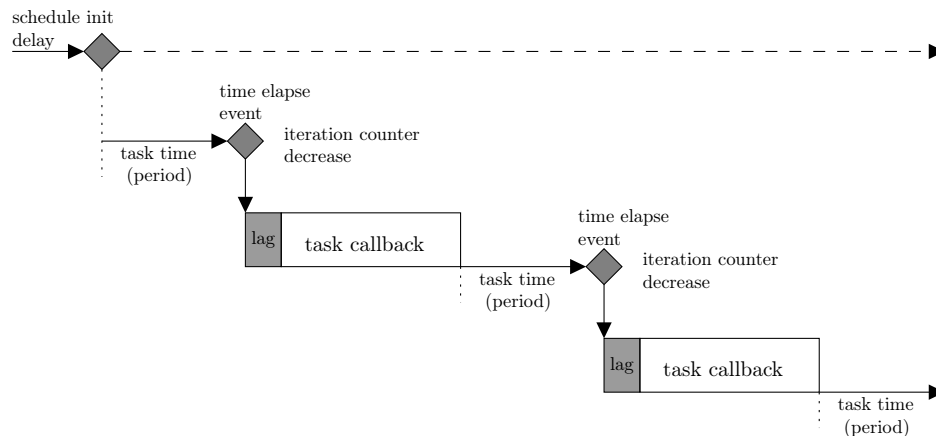 schedule init
delay
time elapse
event
iteration counter
decrease
task time
(period)
lag
task callback
time elapse
event
iteration counter
decrease
task time
(period)
lag
task callback
task time
(period)